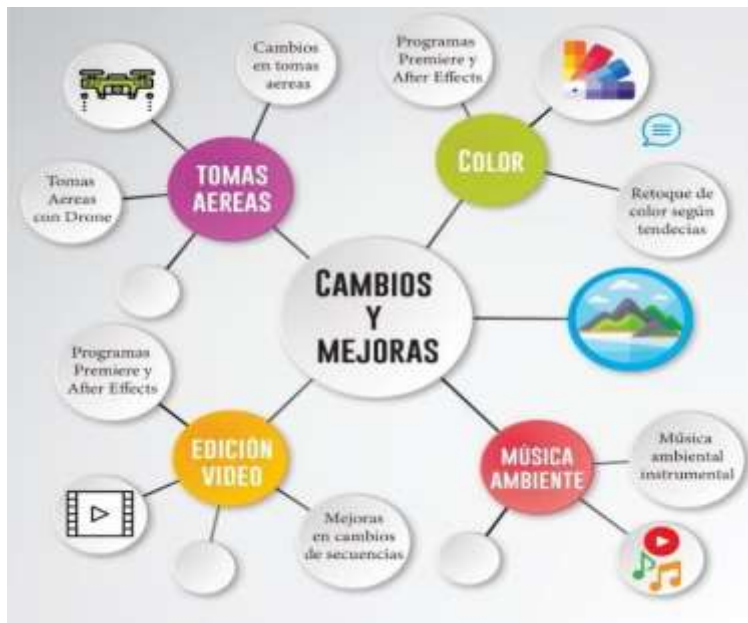 Cambios
en tomas
aereas
TOMAS
AEREAS
Tomas
Aereas
con Drone
Programas
Premiere y
After Effects
COLOR
Retoque de
color según
tendecias
CAMBIOS
Y
MEJORAS
Programas
Premiere y
After Effects
EDICIÓN
VIDEO
Mejoras
en cambios
de secuencias
MÚSICA
AMBIENTE
Música
ambiental
instrumental